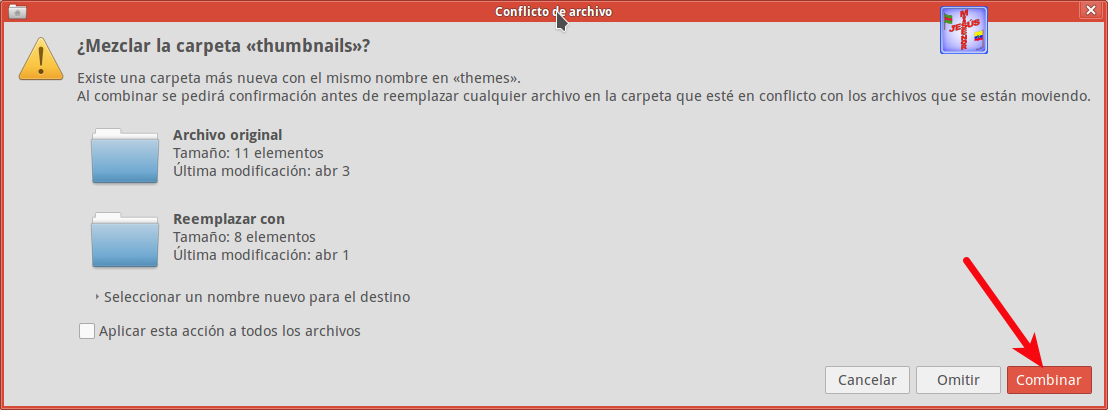 Conflicto de archivo
JESÚS
¿Mezclar la carpeta «thumbnails»?
Existe una carpeta más nueva con el mismo nombre en «themes».
Al combinar se pedirá confirmación antes de reemplazar cualquier archivo en la carpeta que esté en conflicto con los archivos que se están moviendo.
Archivo original
Tamaño: 11 elementos
Última modificación: abr 3
Reemplazar con
Tamaño: 8 elementos
Última modificación: abr 1
Seleccionar un nombre nuevo para el destino
Aplicar esta acción a todos los archivos
Cancelar
Omitir
Combinar